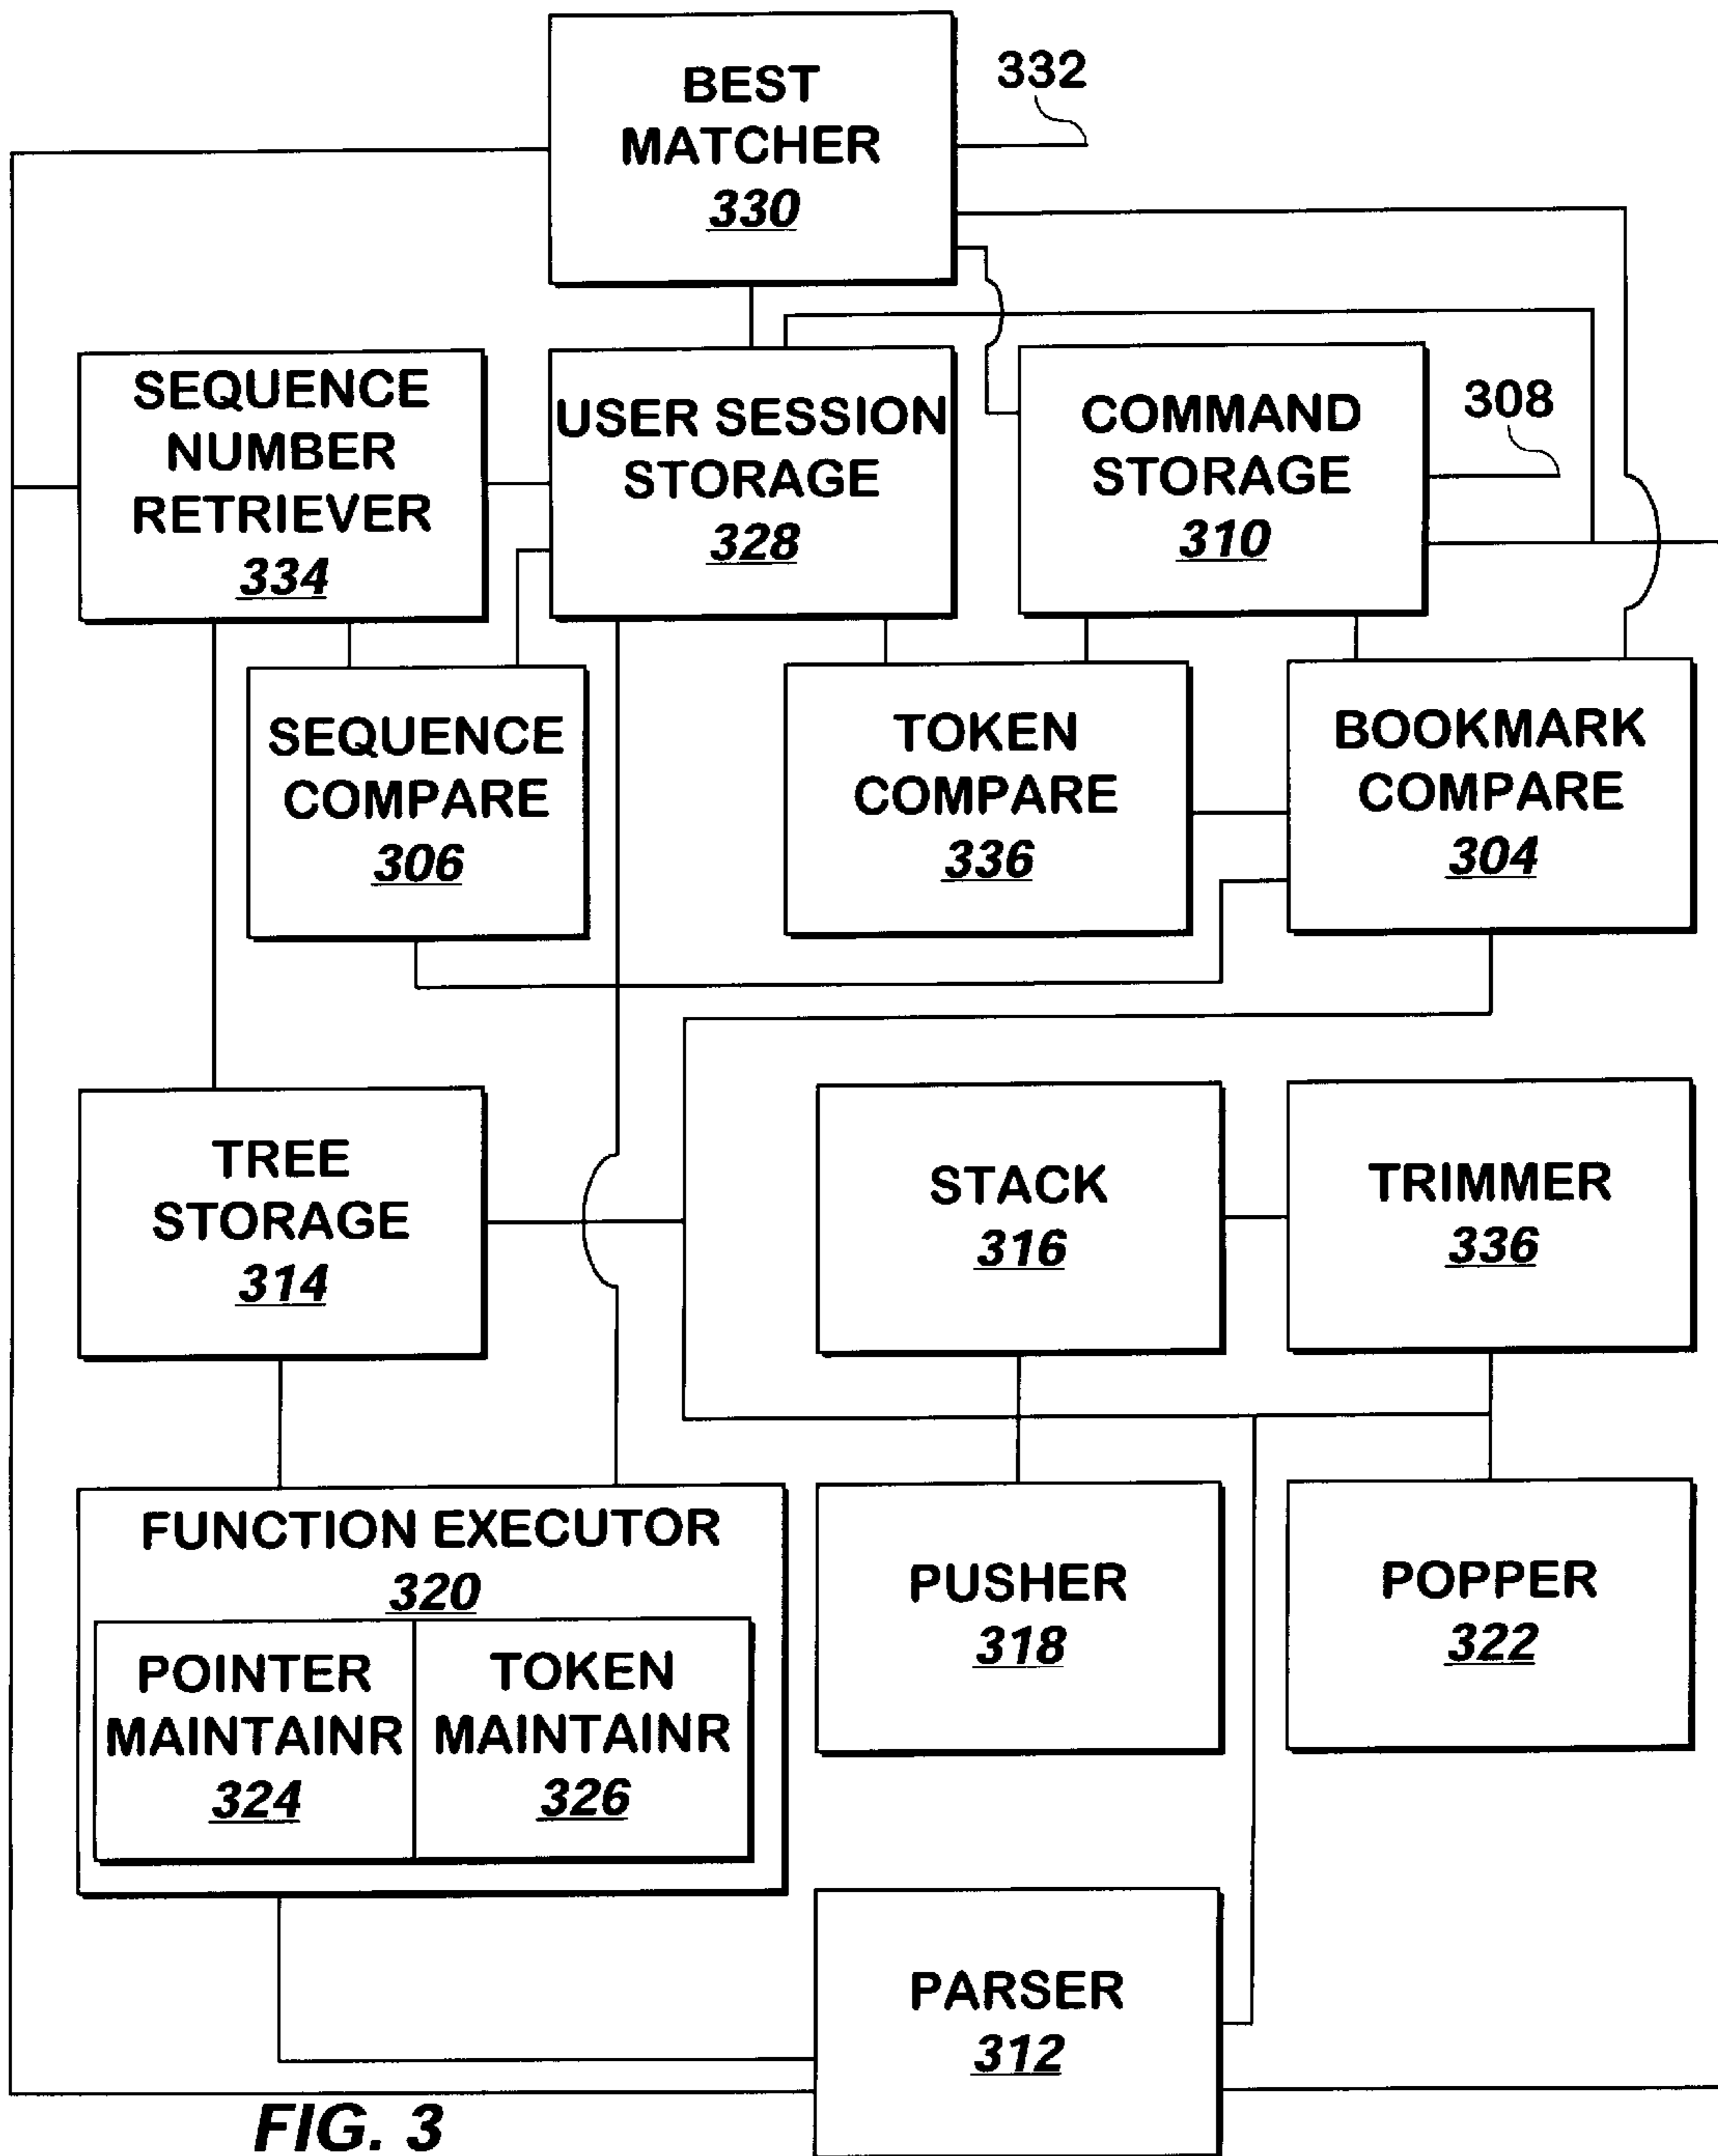 BEST
MATCHER
330
332
SEQUENCE
NUMBER
RETRIEVER
334
USER SESSION
STORAGE
328
COMMAND
STORAGE
310
308
SEQUENCE
COMPARE
306
TOKEN
COMPARE
336
BOOKMARK
COMPARE
304
TREE
STORAGE
314
STACK
316
TRIMMER
336
FUNCTION EXECUTOR
320
POINTER
MAINTAINR
324
TOKEN
MAINTAINR
326
PUSHER
318
POPPER
322
PARSER
312
FIG. 3